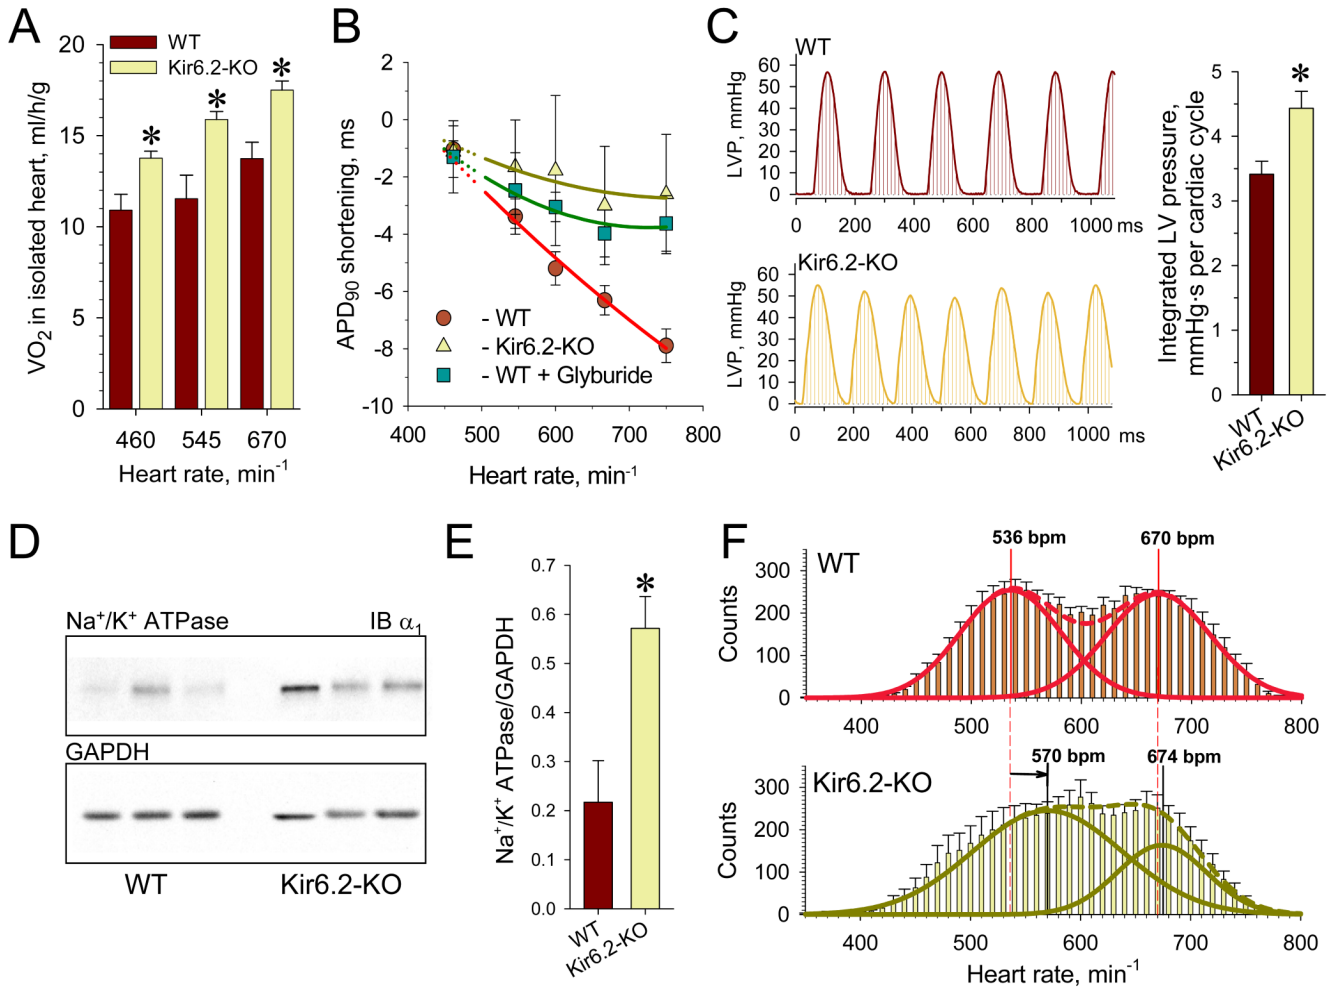 A
20
15
10
5
0
VO2 in isolated heart, ml/h/g
WT
Kir6.2-KO
*
*
*
460 545 670
Heart rate, min-1
B
2
0
-2
-4
-6
-8
-10
APD90 shortening, ms
- WT
- Kir6.2-KO
- WT + Glyburide
400 500 600 700 800
Heart rate, min-1
C
WT
LVP, mmHg
60
50
40
30
20
10
0
0 200 400 600 800 1000 ms
Kir6.2-KO
LVP, mmHg
60
50
40
30
20
10
0
0 200 400 600 800 1000 ms
Integrated LV pressure,
mmHg·s per cardiac cycle
5
4
3
2
1
0
*
WT
Kir6.2-KO
D
Na+/K+ ATPase IB α1
GAPDH
WT Kir6.2-KO
E
Na+/K+ ATPase/GAPDH
0.7
0.6
0.5
0.4
0.3
0.2
0.1
0.0
*
WT
Kir6.2-KO
F
536 bpm 670 bpm
WT
Counts
300
200
100
0
400 500 600 700 800
570 bpm 674 bpm
Kir6.2-KO
Counts
300
200
100
0
400 500 600 700 800
Heart rate, min-1